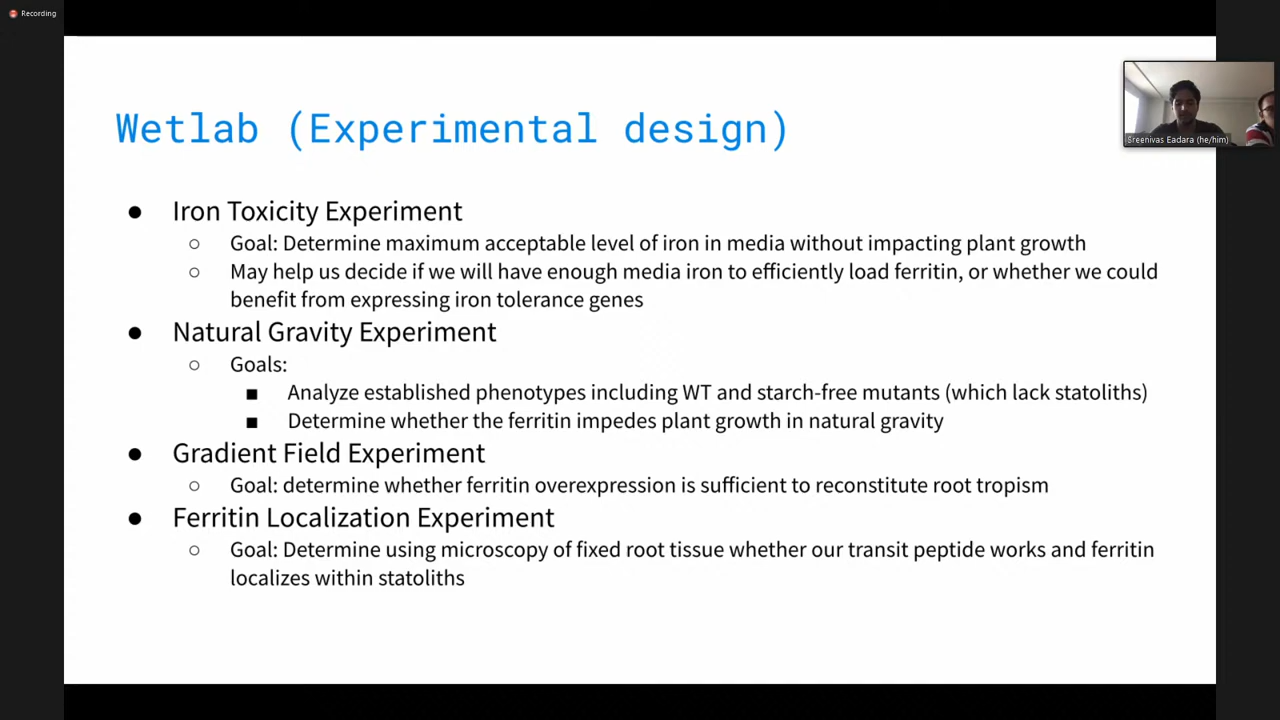 Recording
Wetlab (Experimental design)
Sreenivas Eadara (he/him)
● Iron Toxicity Experiment
○ Goal: Determine maximum acceptable level of iron in media without impacting plant growth
○ May help us decide if we will have enough media iron to efficiently load ferritin, or whether we could
benefit from expressing iron tolerance genes
● Natural Gravity Experiment
○ Goals:
■ Analyze established phenotypes including WT and starch-free mutants (which lack statoliths)
■ Determine whether the ferritin impedes plant growth in natural gravity
● Gradient Field Experiment
○ Goal: determine whether ferritin overexpression is sufficient to reconstitute root tropism
● Ferritin Localization Experiment
○ Goal: Determine using microscopy of fixed root tissue whether our transit peptide works and ferritin
localizes within statoliths